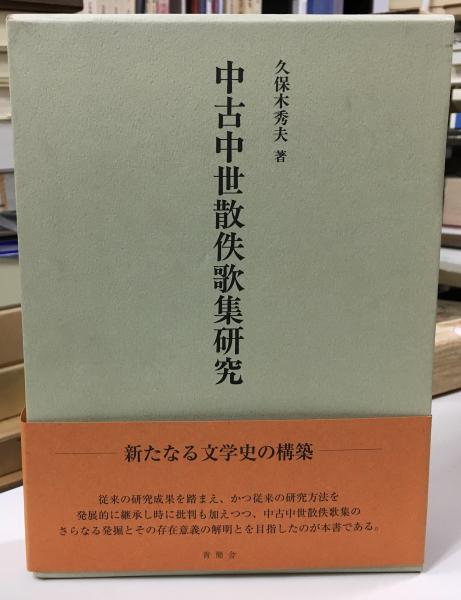 久保木秀夫 著
中古中世散佚歌集研究
新たなる文学史の構築
従来の研究成果を踏まえ、かつ従来の研究方法を
発展的に継承し時に批判も加えつつ、中古中世散佚歌集の
さらなる発掘とその存在意義の解明とを目指したのが本書である。
青簡舎